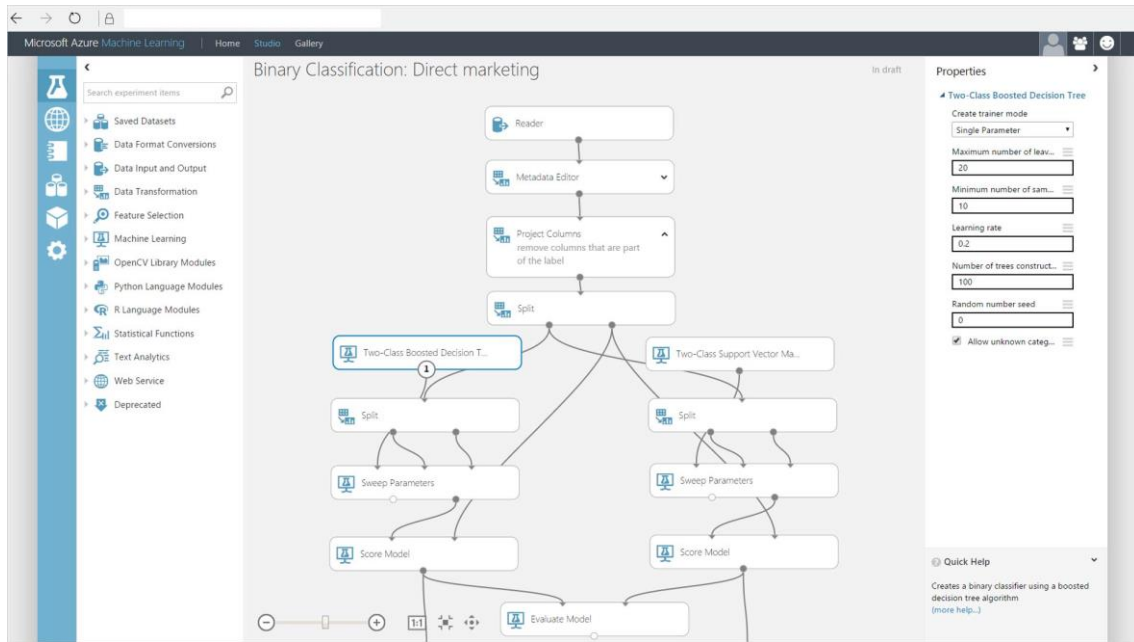 Microsoft Azure Machine Learning | Home Studio Gallery
Search experiment items
Saved Datasets
Data Format Conversions
Data Input and Output
Data Transformation
Feature Selection
Machine Learning
OpenCV Library Modules
Python Language Modules
R Language Modules
Statistical Functions
Text Analytics
Web Service
Deprecated
Binary Classification: Direct marketing
In draft
Reader
Metadata Editor
Project Columns
remove columns that are part
of the label
Split
Two-Class Boosted Decision T...
1
Two-Class Support Vector Ma...
Split
Split
Sweep Parameters
Sweep Parameters
Score Model
Score Model
Evaluate Model
1:1
Properties
Two-Class Boosted Decision Tree
Create trainer mode
Single Parameter
Maximum number of leav...
20
Minimum number of sam...
10
Learning rate
0.2
Number of trees construct...
100
Random number seed
0
Allow unknown categ...
Quick Help
Creates a binary classifier using a boosted
decision tree algorithm
(more help...)